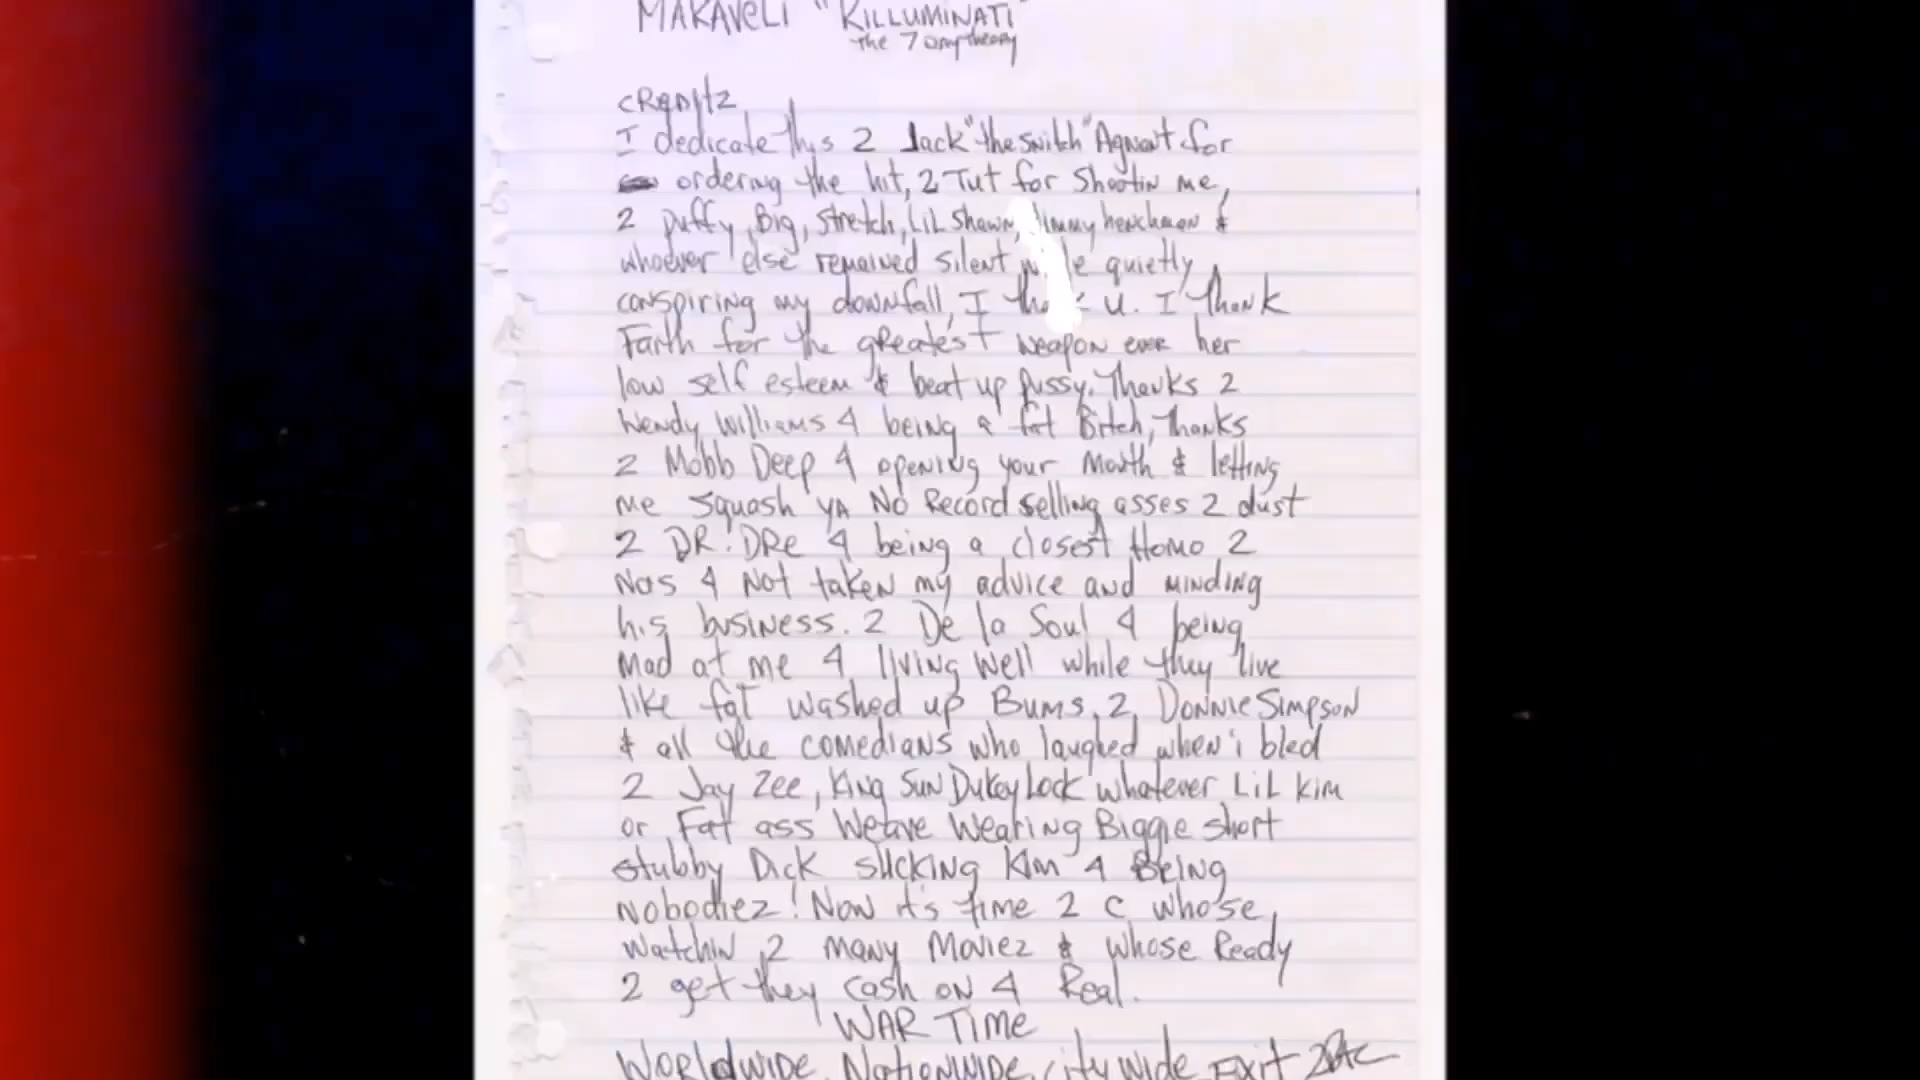 MAKAVELI "KILLUMINATI"
the 7 Day theory
CREDITZ
I dedicate this 2 Jack "the snitch" Agnant for
ordering the hit, 2 Tut for Shootin me,
2 puffy, Big, Stretch, LiL Shawn, Jimmy henchmen &
whoever else remained silent while quietly
conspiring my downfall, I thank U. I Thank
Faith for the greatest weapon ever her
low self esteem & beat up pussy. Thanks 2
Wendy Williams 4 being a fat Bitch, Thanks
2 Mobb Deep 4 opening your mouth & letting
me squash YA No Record selling asses 2 dust
2 DR. DRe 4 being a closest Homo 2
Nas 4 Not taken my advice and minding
his business. 2 De la Soul 4 being
Mad at me 4 living well while they live
like fat washed up Bums. 2 Donnie Simpson
& all the comedians who laughed when i bled
2 Jay Zee, King Sun Dukey Lock whatever LiL Kim
or Fat ass Weave Wearing Biggie short
stubby Dick sucking Kim 4 Being
Nobodiez! Now it's time 2 C whose
watchin 2 many Moviez & whose Ready
2 get they cash on 4 Real.
WAR TIME
Worldwide, Nationwide, city wide, Exit 2PAC